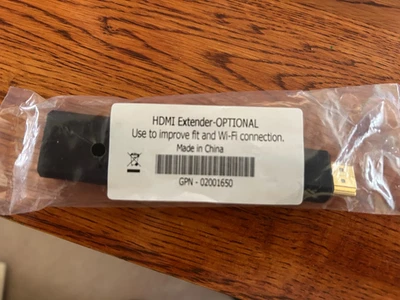 HDMI Extender-OPTIONAL
Use to improve fit and Wi-Fi connection.
Made in China
GPN - 02001650